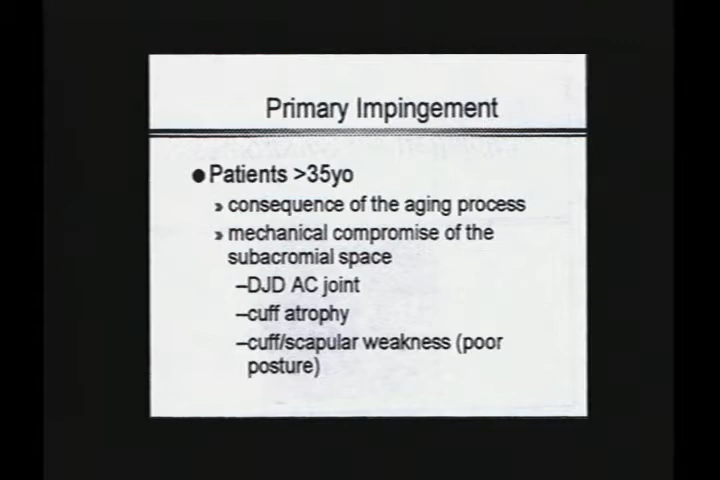 Primary Impingement
●Patients >35yo
» consequence of the aging process
» mechanical compromise of the
subacromial space
–DJD AC joint
–cuff atrophy
–cuff/scapular weakness (poor
posture)